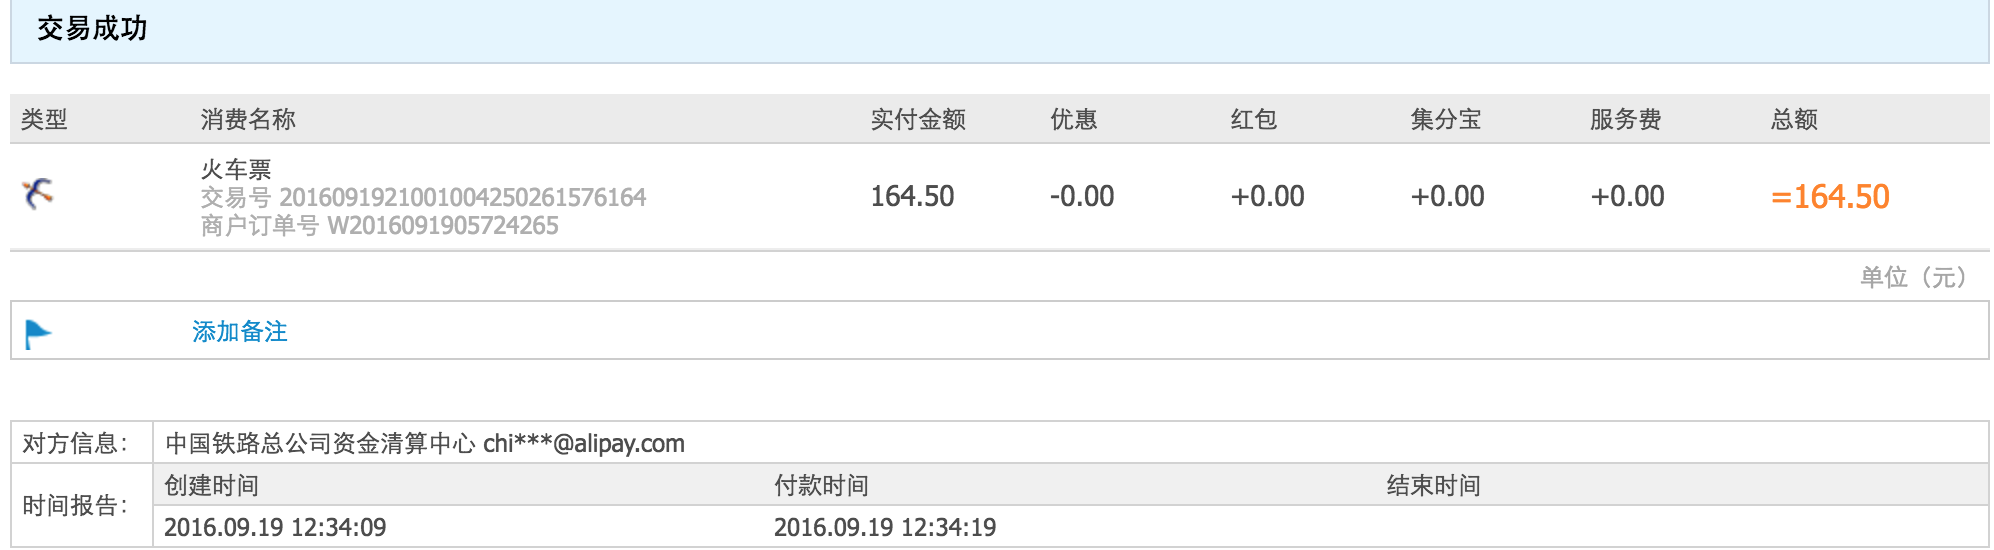 交易成功
类型 消费名称 实付金额 优惠 红包 集分宝 服务费 总额
火车票
交易号 2016091921001004250261576164
商户订单号 W2016091905724265
164.50 -0.00 +0.00 +0.00 +0.00 =164.50
单位（元）
添加备注
对方信息： 中国铁路总公司资金清算中心 chi***@alipay.com
时间报告： 创建时间 付款时间 结束时间
2016.09.19 12:34:09 2016.09.19 12:34:19